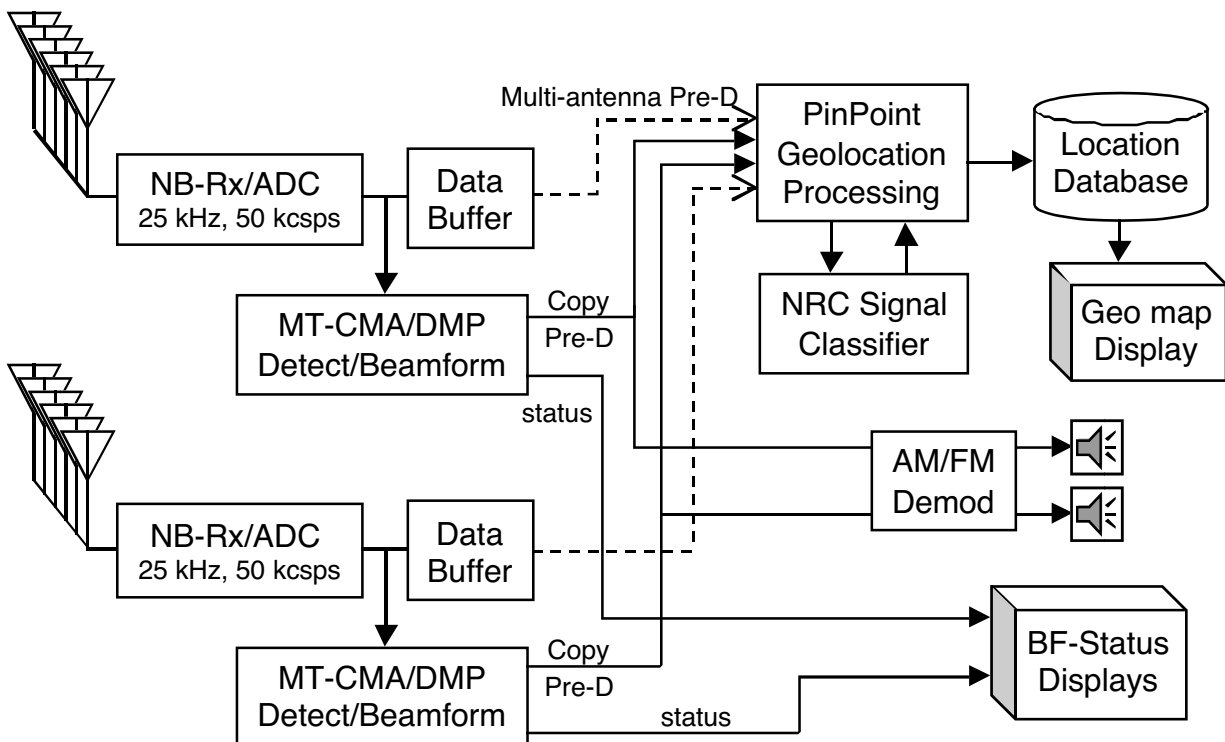 Multi-antenna Pre-D
PinPoint
Geolocation
Processing
Location
Database
NB-Rx/ADC
25 kHz, 50 kcsps
Data
Buffer
MT-CMA/DMP
Detect/Beamform
Copy
Pre-D
status
NRC Signal
Classifier
Geo map
Display
AM/FM
Demod
NB-Rx/ADC
25 kHz, 50 kcsps
Data
Buffer
MT-CMA/DMP
Detect/Beamform
Copy
Pre-D
status
BF-Status
Displays